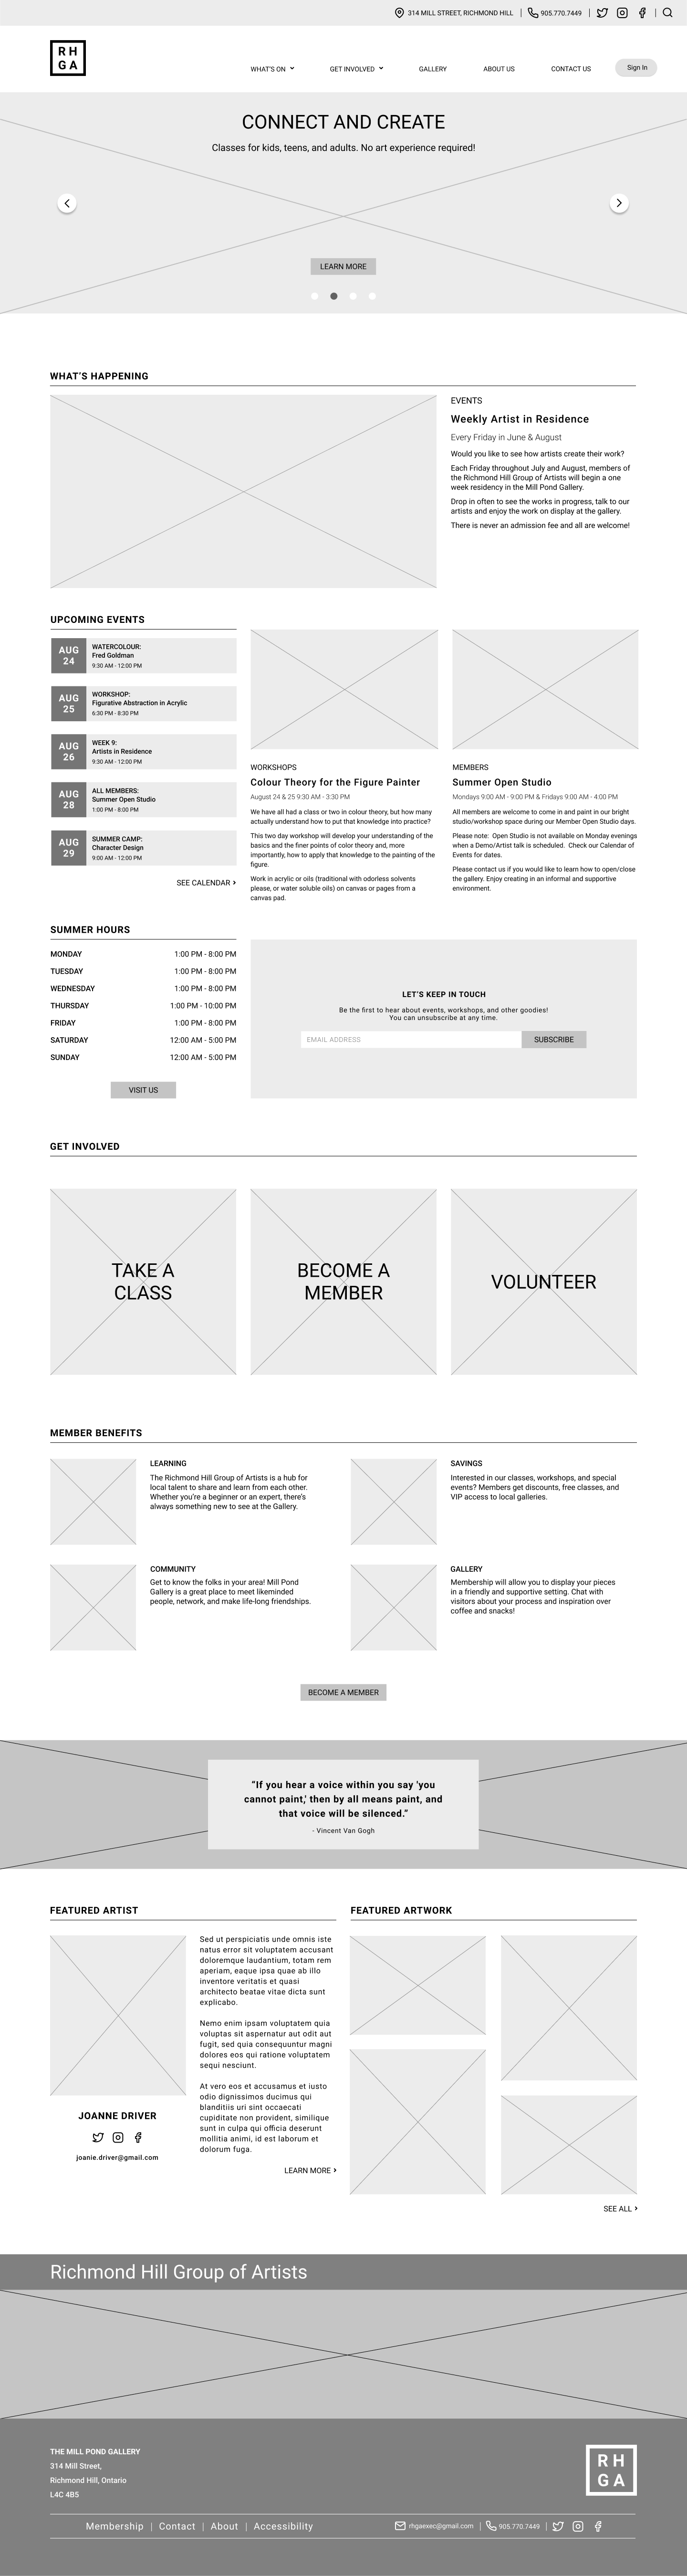 314 MILL STREET, RICHMOND HILL | 905.770.7449 | |
RH
GA
WHAT'S ON GET INVOLVED GALLERY ABOUT US CONTACT US Sign In
CONNECT AND CREATE
Classes for kids, teens, and adults. No art experience required!
LEARN MORE
WHAT'S HAPPENING
EVENTS
Weekly Artist in Residence
Every Friday in June & August
Would you like to see how artists create their work?
Each Friday throughout July and August, members of
the Richmond Hill Group of Artists will begin a one
week residency in the Mill Pond Gallery.
Drop in often to see the works in progress, talk to our
artists and enjoy the work on display at the gallery.
There is never an admission fee and all are welcome!
UPCOMING EVENTS
AUG
24
WATERCOLOUR:
Fred Goldman
9:30 AM - 12:00 PM
AUG
25
WORKSHOP:
Figurative Abstraction in Acrylic
6:30 PM - 8:30 PM
AUG
26
WEEK 9:
Artists in Residence
9:30 AM - 12:00 PM
AUG
28
ALL MEMBERS:
Summer Open Studio
1:00 PM - 8:00 PM
AUG
29
SUMMER CAMP:
Character Design
9:00 AM - 12:00 PM
SEE CALENDAR
WORKSHOPS
Colour Theory for the Figure Painter
August 24 & 25 9:30 AM - 3:30 PM
We have all had a class or two in colour theory, but how many
actually understand how to put that knowledge into practice?
This two day workshop will develop your understanding of the
basics and the finer points of color theory and, more
importantly, how to apply that knowledge to the painting of the
figure.
Work in acrylic or oils (traditional with odorless solvents
please, or water soluble oils) on canvas or pages from a
canvas pad.
MEMBERS
Summer Open Studio
Mondays 9:00 AM - 9:00 PM & Fridays 9:00 AM - 4:00 PM
All members are welcome to come in and paint in our bright
studio/workshop space during our Member Open Studio days.
Please note: Open Studio is not available on Monday evenings
when a Demo/Artist talk is scheduled. Check our Calendar of
Events for dates.
Please contact us if you would like to learn how to open/close
the gallery. Enjoy creating in an informal and supportive
environment.
SUMMER HOURS
MONDAY 1:00 PM - 8:00 PM
TUESDAY 1:00 PM - 8:00 PM
WEDNESDAY 1:00 PM - 8:00 PM
THURSDAY 1:00 PM - 10:00 PM
FRIDAY 1:00 PM - 8:00 PM
SATURDAY 12:00 AM - 5:00 PM
SUNDAY 12:00 AM - 5:00 PM
VISIT US
LET'S KEEP IN TOUCH
Be the first to hear about events, workshops, and other goodies!
You can unsubscribe at any time.
EMAIL ADDRESS SUBSCRIBE
GET INVOLVED
TAKE A
CLASS
BECOME A
MEMBER
VOLUNTEER
MEMBER BENEFITS
LEARNING
The Richmond Hill Group of Artists is a hub for
local talent to share and learn from each other.
Whether you're a beginner or an expert, there's
always something new to see at the Gallery.
SAVINGS
Interested in our classes, workshops, and special
events? Members get discounts, free classes, and
VIP access to local galleries.
COMMUNITY
Get to know the folks in your area! Mill Pond
Gallery is a great place to meet likeminded
people, network, and make life-long friendships.
GALLERY
Membership will allow you to display your pieces
in a friendly and supportive setting. Chat with
visitors about your process and inspiration over
coffee and snacks!
BECOME A MEMBER
"If you hear a voice within you say 'you
cannot paint,' then by all means paint, and
that voice will be silenced."
- Vincent Van Gogh
FEATURED ARTIST
JOANNE DRIVER
joanie.driver@gmail.com
Sed ut perspiciatis unde omnis iste
natus error sit voluptatem accusant
doloremque laudantium, totam rem
aperiam, eaque ipsa quae ab illo
inventore veritatis et quasi
architecto beatae vitae dicta sunt
explicabo.
Nemo enim ipsam voluptatem quia
voluptas sit aspernatur aut odit aut
fugit, sed quia consequuntur magni
dolores eos qui ratione voluptatem
sequi nesciunt.
At vero eos et accusamus et iusto
odio dignissimos ducimus qui
blanditiis uri sint occaecati
cupiditate non provident, similique
sunt in culpa qui officia deserunt
mollitia animi, id est laborum et
dolorum fuga.
LEARN MORE
FEATURED ARTWORK
SEE ALL
Richmond Hill Group of Artists
THE MILL POND GALLERY
314 Mill Street,
Richmond Hill, Ontario
L4C 4B5
RH
GA
Membership | Contact | About | Accessibility
rhgaexec@gmail.com | 905.770.7449 |